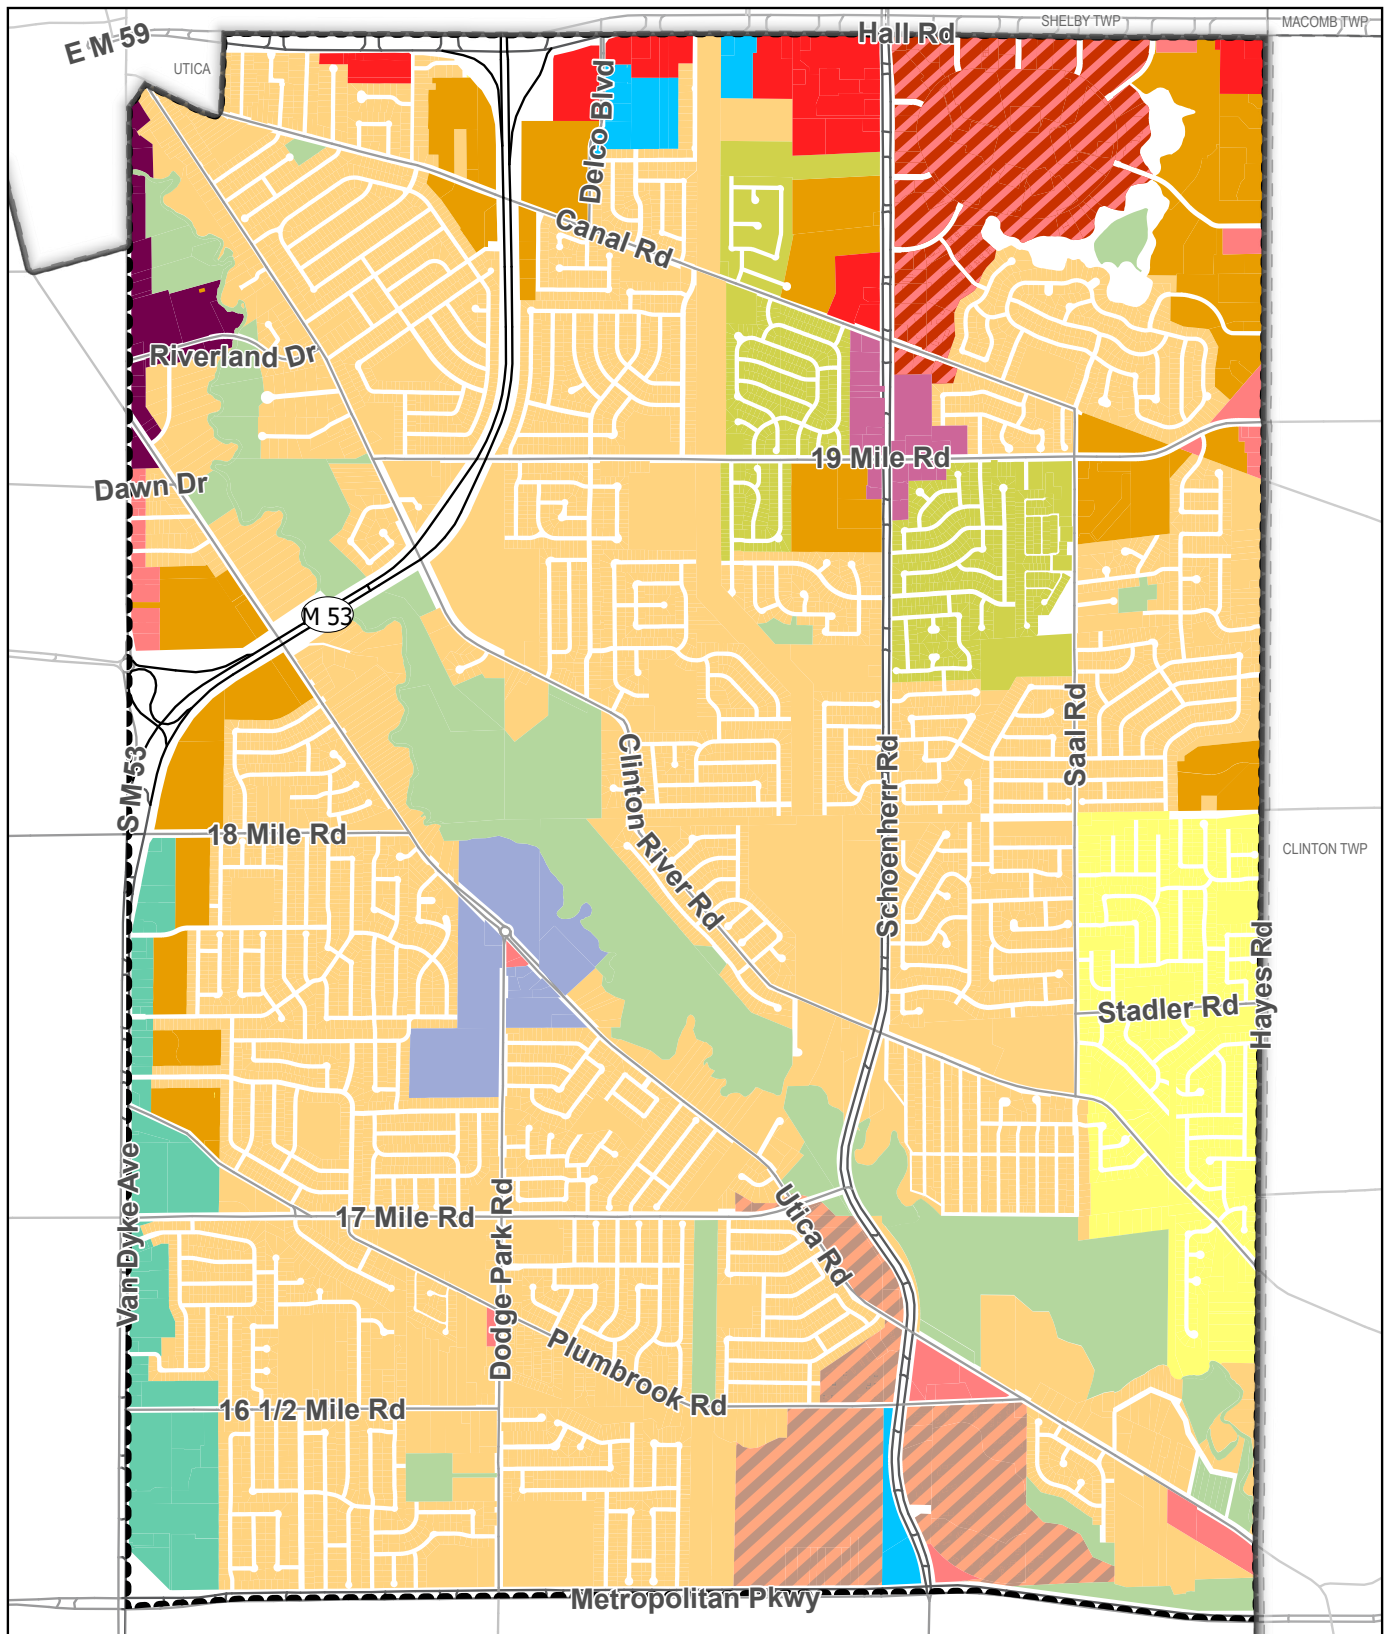 SHELBY TWP
MACOMB TWP
E M 59
Hall Rd
UTICA
Delco Blvd
Canal Rd
Riverland Dr
19 Mile Rd
Dawn Dr
M 53
Saal Rd
Clinton River Rd
Schoenherr Rd
S M 53
18 Mile Rd
CLINTON TWP
Hayes Rd
Stadler Rd
Van Dyke Ave
Dodge Park Rd
17 Mile Rd
Utica Rd
Plumbrook Rd
16 1/2 Mile Rd
Metropolitan Pkwy